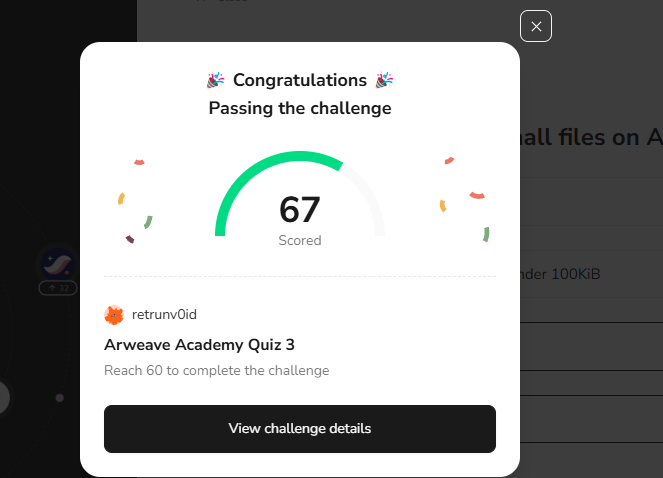 Congratulations
Passing the challenge
67
Scored
retrunv0id
Arweave Academy Quiz 3
Reach 60 to complete the challenge
View challenge details
all files on A
nder 100KiB
32